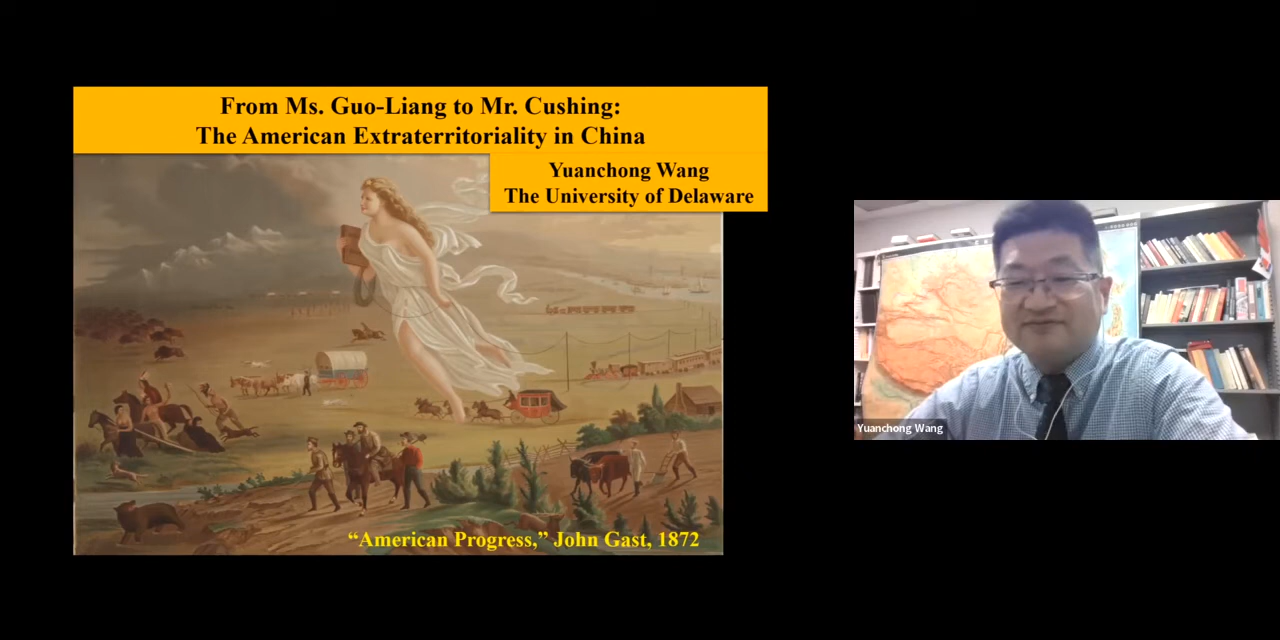 From Ms. Guo-Liang to Mr. Cushing:
The American Extraterritoriality in China
Yuanchong Wang
The University of Delaware
“American Progress,” John Gast, 1872
Yuanchong Wang